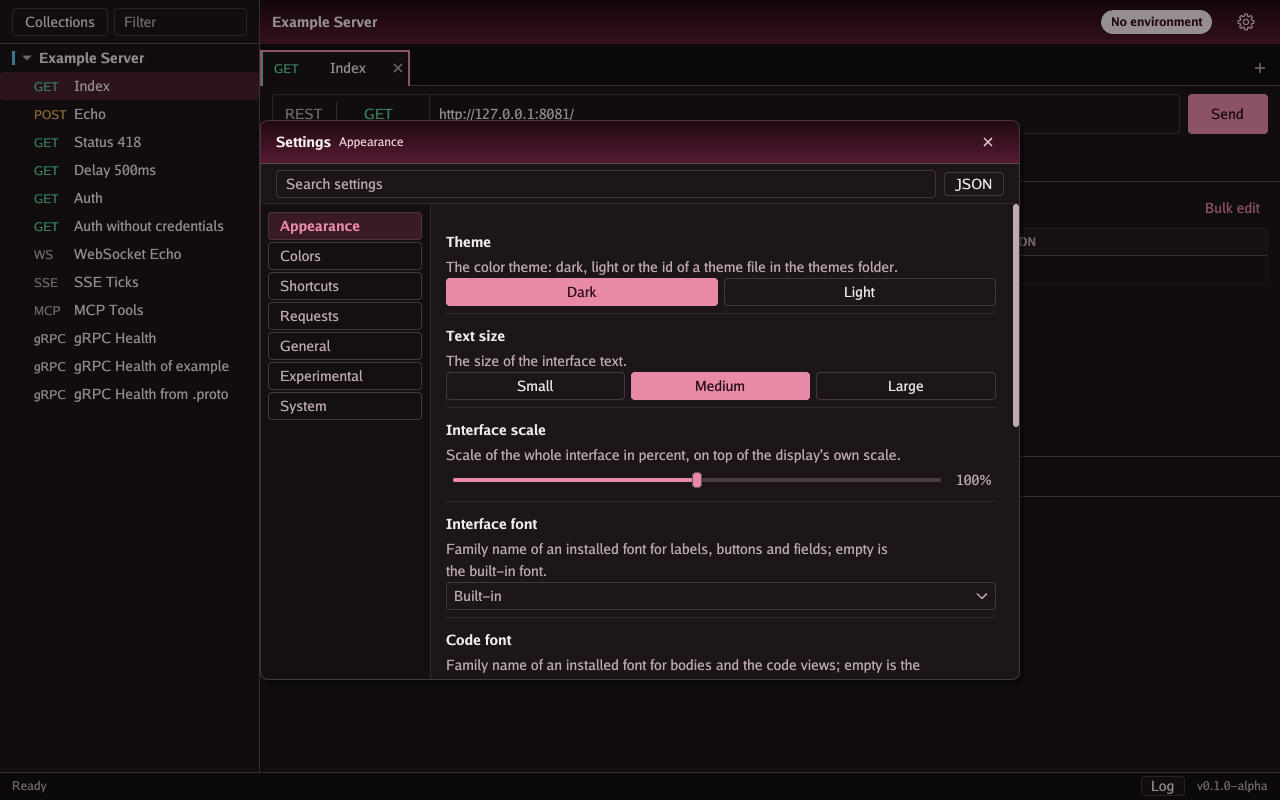 Collections
Filter
Example Server
No environment
Example Server
GET Index
POST Echo
GET Status 418
GET Delay 500ms
GET Auth
GET Auth without credentials
WS WebSocket Echo
SSE SSE Ticks
MCP MCP Tools
gRPC gRPC Health
gRPC gRPC Health of example
gRPC gRPC Health from .proto
GET Index
REST GET http://127.0.0.1:8081/ Send
Bulk edit
Settings Appearance
Search settings JSON
Appearance
Colors
Shortcuts
Requests
General
Experimental
System
Theme
The color theme: dark, light or the id of a theme file in the themes folder.
Dark Light
Text size
The size of the interface text.
Small Medium Large
Interface scale
Scale of the whole interface in percent, on top of the display's own scale.
100%
Interface font
Family name of an installed font for labels, buttons and fields; empty is
the built-in font.
Built-in
Code font
Family name of an installed font for bodies and the code views; empty is the
Ready
Log v0.1.0-alpha